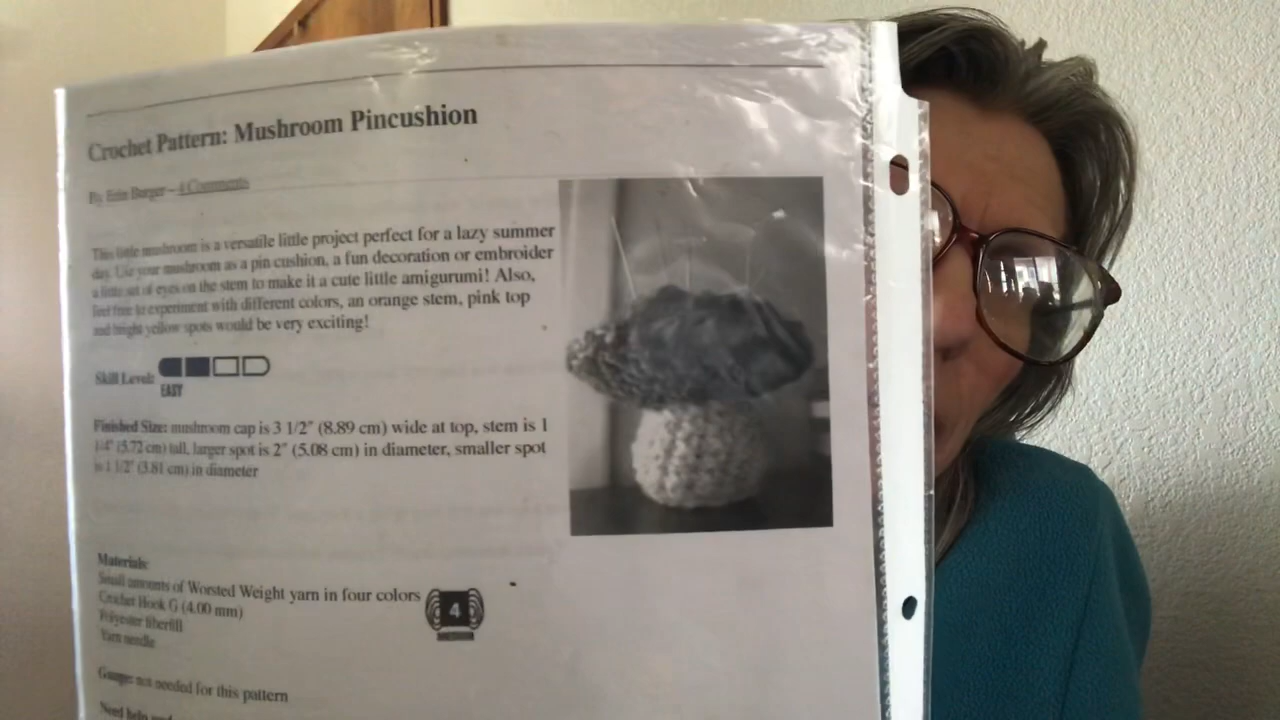 Crochet Pattern: Mushroom Pincushion
By Erin Burger – 4 Comments
This little mushroom is a versatile little project perfect for a lazy summer
day. Use your mushroom as a pin cushion, a fun decoration or embroider
a little set of eyes on the stem to make it a cute little amigurumi! Also,
feel free to experiment with different colors, an orange stem, pink top
and bright yellow spots would be very exciting!
Skill Level:
EASY
Finished Size: mushroom cap is 3 1/2" (8.89 cm) wide at top, stem is 1
1/4" (5.72 cm) tall, larger spot is 2" (5.08 cm) in diameter, smaller spot
is 1 1/2" (3.81 cm) in diameter
Materials:
Small amounts of Worsted Weight yarn in four colors
4
MEDIUM
Crochet Hook G (4.00 mm)
Polyester fiberfill
Yarn needle
Gauge: not needed for this pattern
Need help